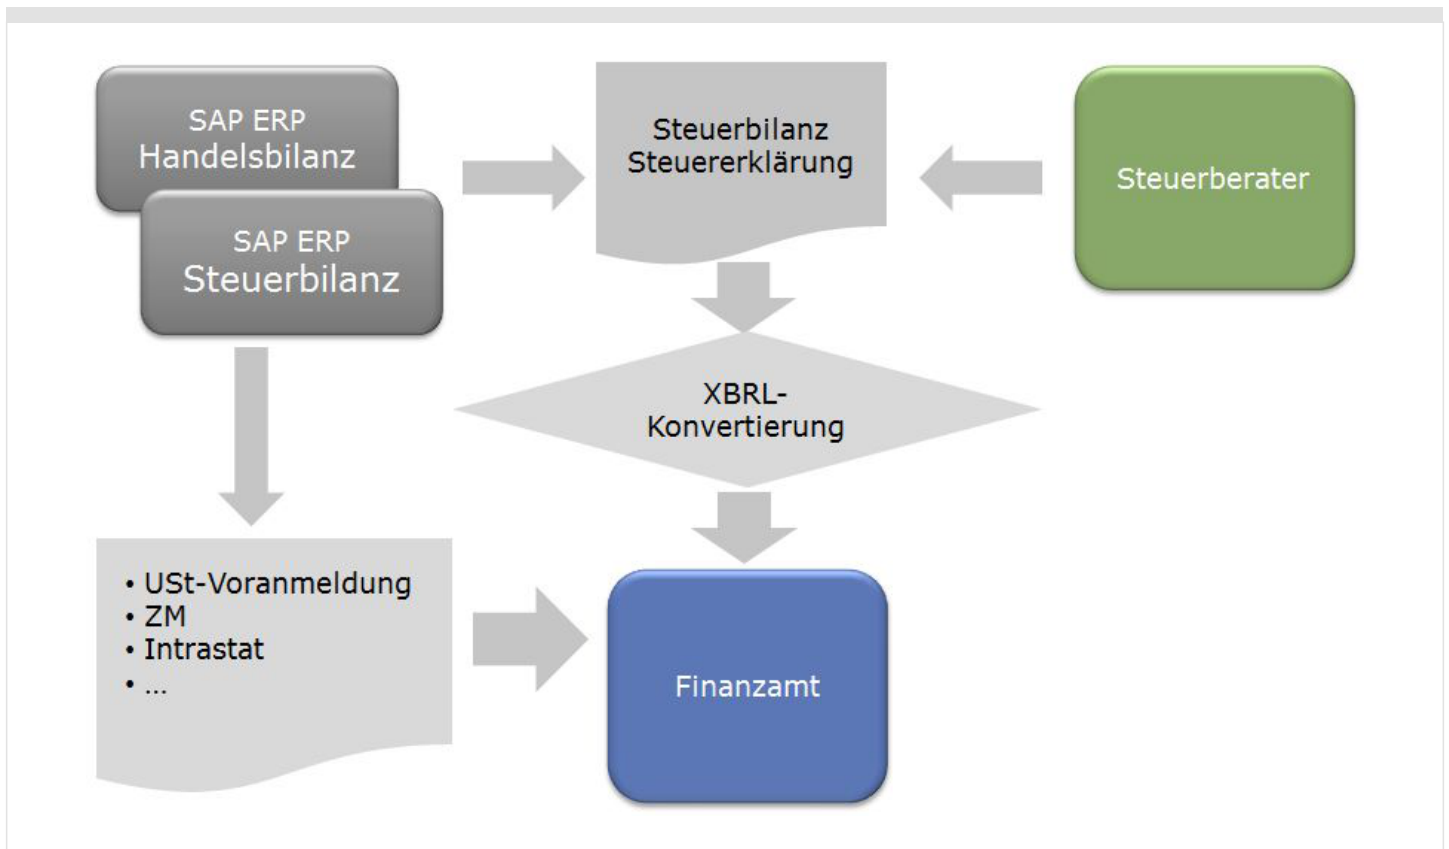 SAP ERP
Handelsbilanz
SAP ERP
Steuerbilanz
Steuerbilanz
Steuererklärung
Steuerberater
XBRL-
Konvertierung
• USt-Voranmeldung
• ZM
• Intrastat
• ...
Finanzamt